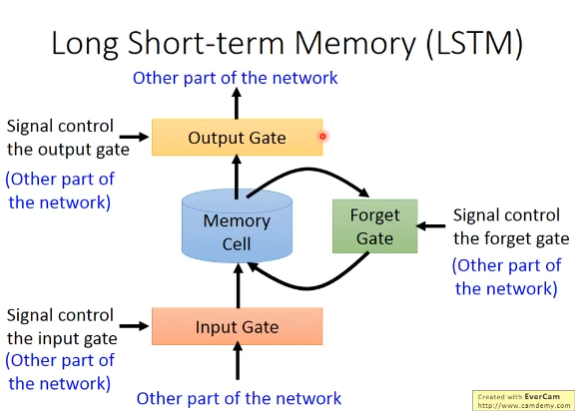 Long Short-term Memory (LSTM)
Other part of the network
Signal control
the output gate
(Other part of
the network)
Output Gate
Memory
Cell
Forget
Gate
Signal control
the forget gate
(Other part of
the network)
Signal control
the input gate
(Other part of
the network)
Input Gate
Other part of the network
Created with EverCam
http://www.camdemy.com